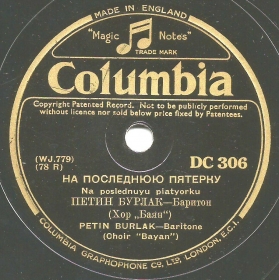 MADE IN ENGLAND
"Magic Notes"
TRADE MARK
Columbia
Copyright Patented Record. Not to be publicly performed
without licence nor sold below price fixed by Patentees.
(WJ.779)
(78 R)
DC 306
НА ПОСЛЕДНЮЮ ПЯТЕРКУ
Na poslednuyu platyorku
ПЕТИН БУРЛАК—Баритон
(Хор „Баян")
PETIN BURLAK—Baritone
(Choir "Bayan")
COLUMBIA GRAPHOPHONE Co. LTD. LONDON, E.C.1.